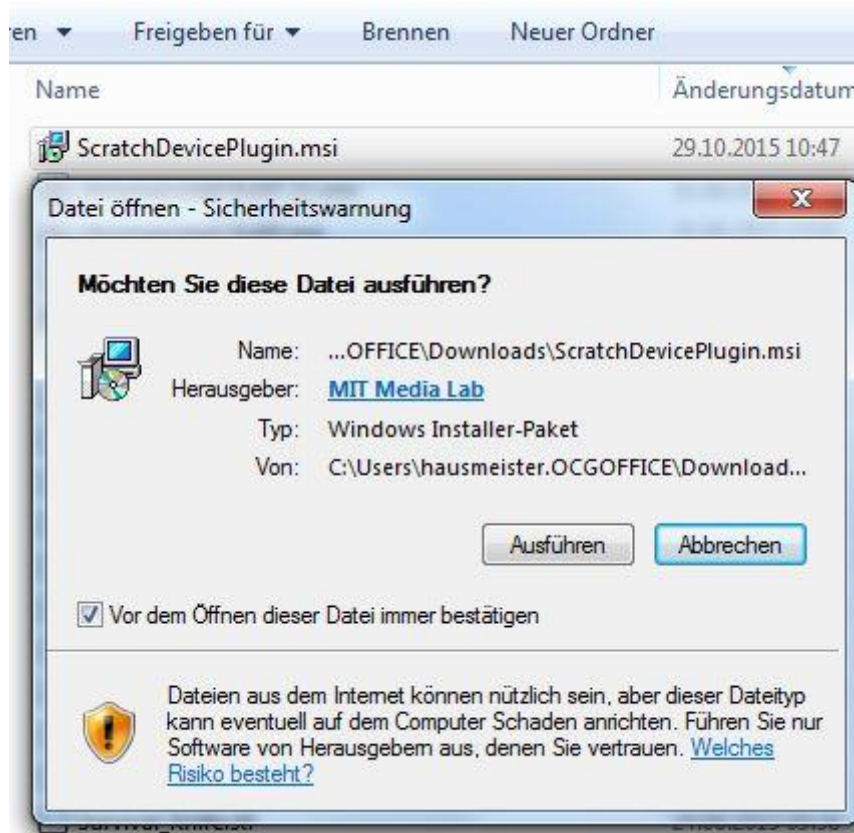 en Freigeben für Brennen Neuer Ordner
Name Änderungsdatum
ScratchDevicePlugin.msi 29.10.2015 10:47
Datei öffnen - Sicherheitswarnung
Möchten Sie diese Datei ausführen?
Name: ...OFFICE\Downloads\ScratchDevicePlugin.msi
Herausgeber: MIT Media Lab
Typ: Windows Installer-Paket
Von: C:\Users\hausmeister.OCGOFFICE\Download...
Ausführen Abbrechen
Vor dem Öffnen dieser Datei immer bestätigen
Dateien aus dem Internet können nützlich sein, aber dieser Dateityp
kann eventuell auf dem Computer Schaden anrichten. Führen Sie nur
Software von Herausgebern aus, denen Sie vertrauen. Welches
Risiko besteht?